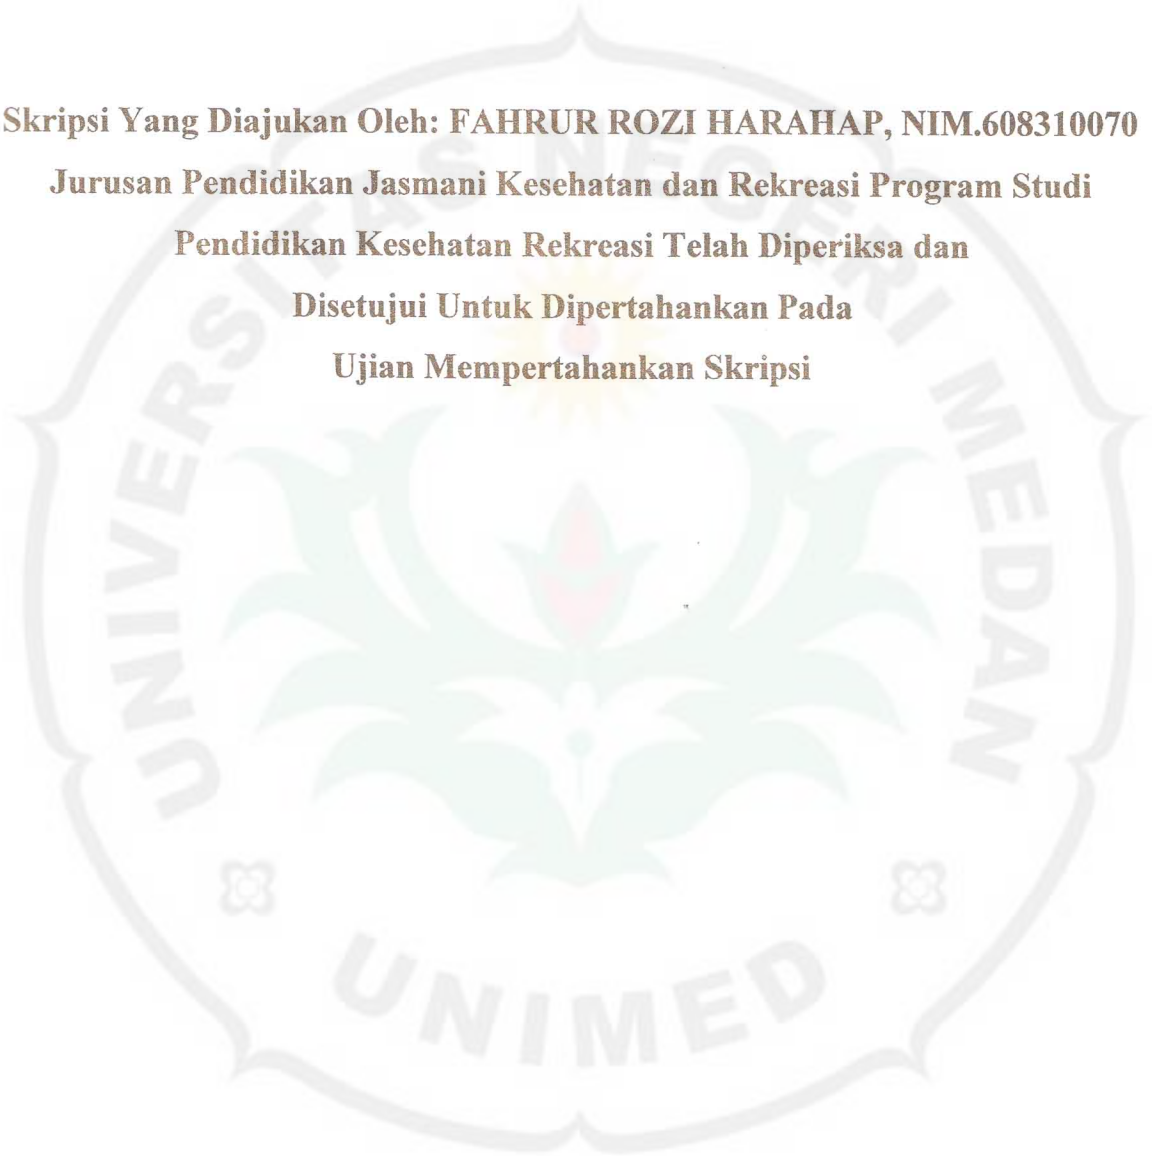 Skripsi Yang Diajukan Oleh: FAHRUR ROZI HARAHAP, NIM.608310070
Jurusan Pendidikan Jasmani Kesehatan dan Rekreasi Program Studi
Pendidikan Kesehatan Rekreasi Telah Diperiksa dan
Disetujui Untuk Dipertahankan Pada
Ujian Mempertahankan Skripsi
UNIVERSITAS NEGERI MEDAN
UNIMED